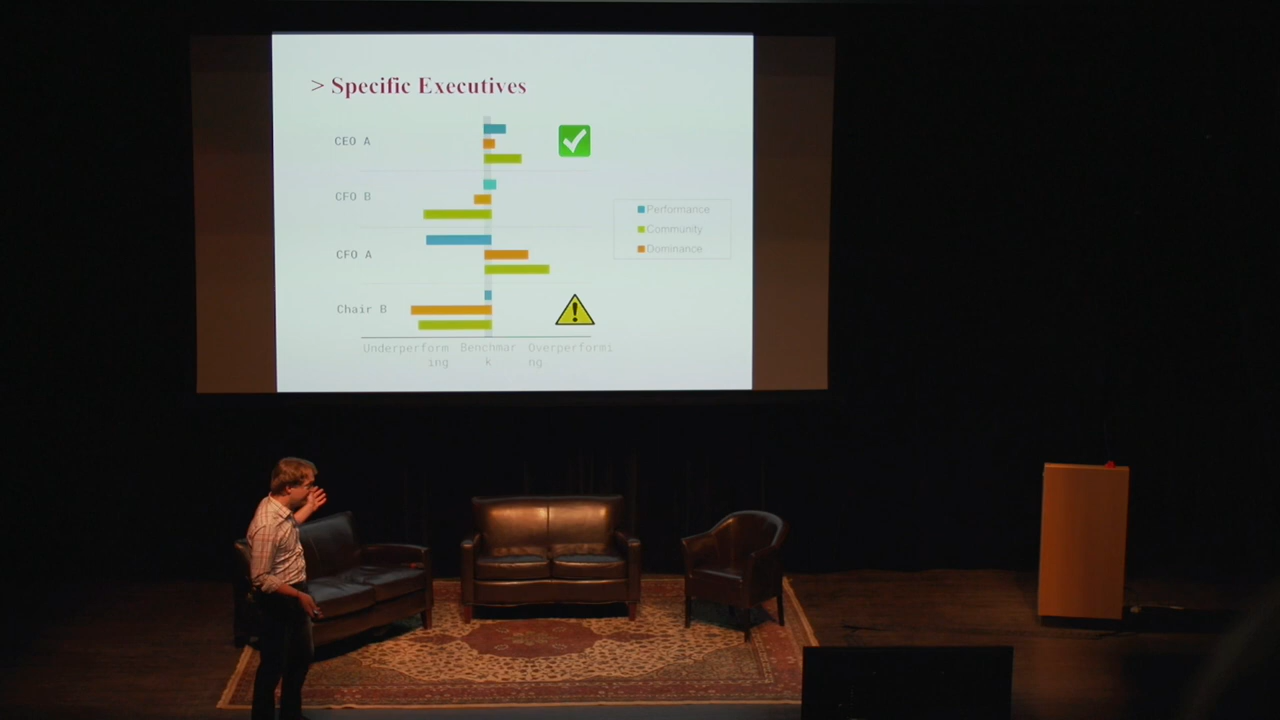 > Specific Executives
CEO A
CFO B
CFO A
Chair B
Performance
Community
Dominance
Underperform Benchmar Overperformi
ing k ng